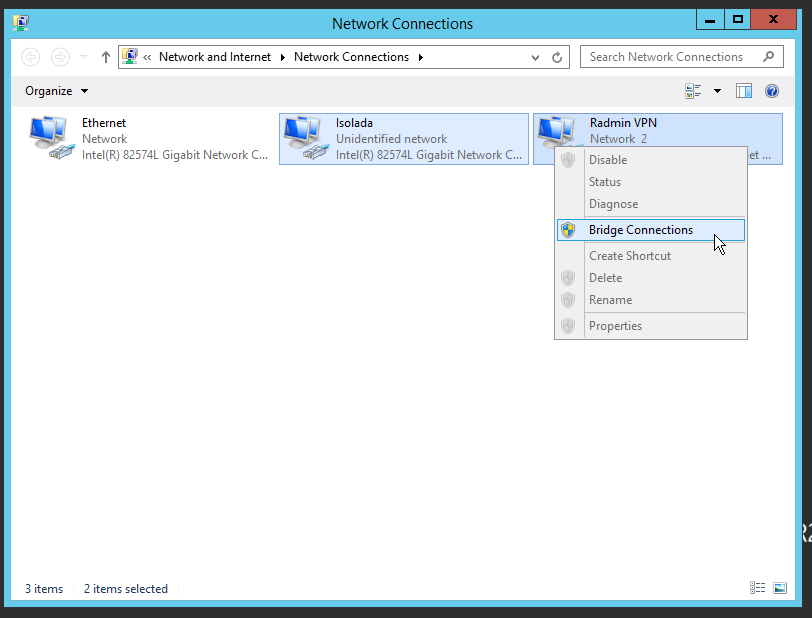 Network Connections
« Network and Internet Network Connections
Search Network Connections
Organize
Ethernet
Network
Intel(R) 82574L Gigabit Network C...
Isolada
Unidentified network
Intel(R) 82574L Gigabit Network C...
Radmin VPN
Network 2
et ...
Disable
Status
Diagnose
Bridge Connections
Create Shortcut
Delete
Rename
Properties
R2
3 items 2 items selected